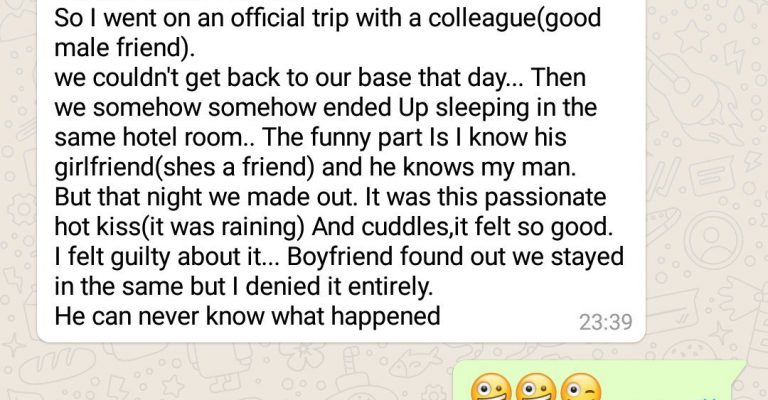 So I went on an official trip with a colleague(good
male friend).
we couldn't get back to our base that day... Then
we somehow somehow ended Up sleeping in the
same hotel room.. The funny part Is I know his
girlfriend(shes a friend) and he knows my man.
But that night we made out. It was this passionate
hot kiss(it was raining) And cuddles,it felt so good.
I felt guilty about it... Boyfriend found out we stayed
in the same but I denied it entirely.
He can never know what happened
23:39